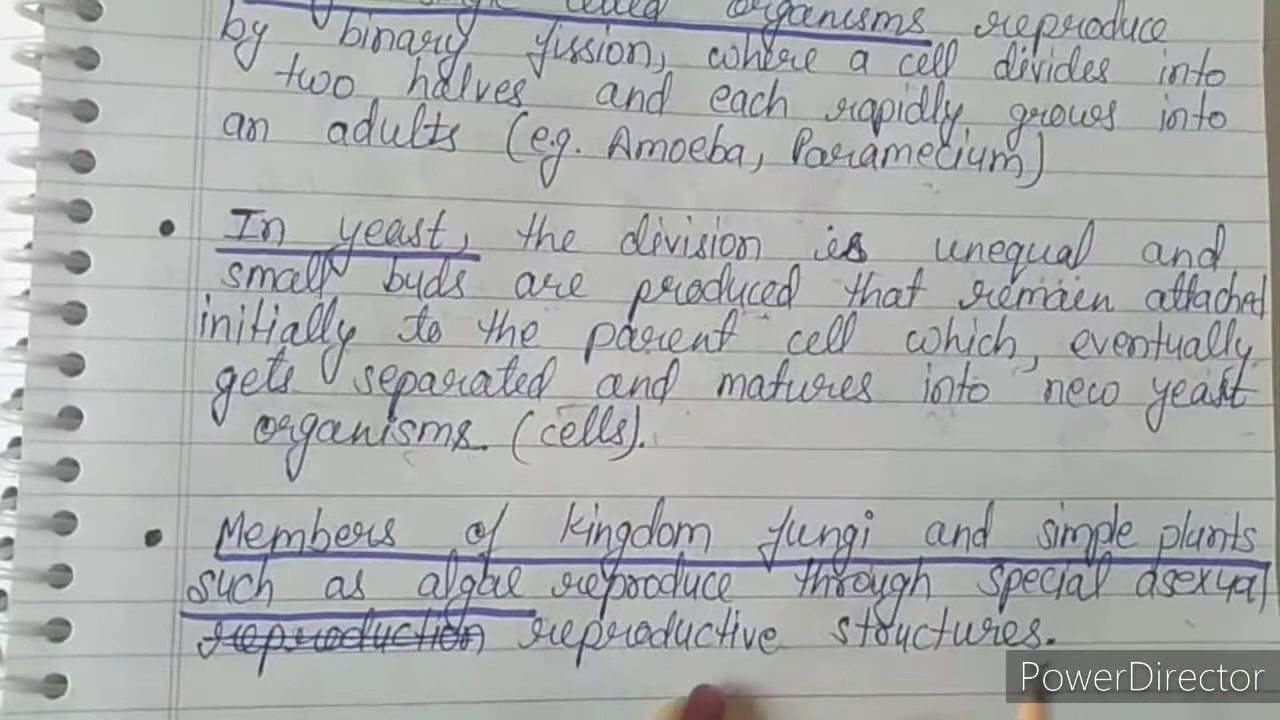 celled organisms reproduce
by binary fission, where a cell divides into
two halves and each rapidly grows into
an adults (e.g. Amoeba, Paramecium)
• In yeast, the division is unequal and
small buds are produced that remain attached
initially to the parent cell which, eventually
gets separated and matures into new yeast
organisms. (cells).
• Members of kingdom fungi and simple plants
such as algae reproduce through special asexual
reproduction reproductive structures.
PowerDirector